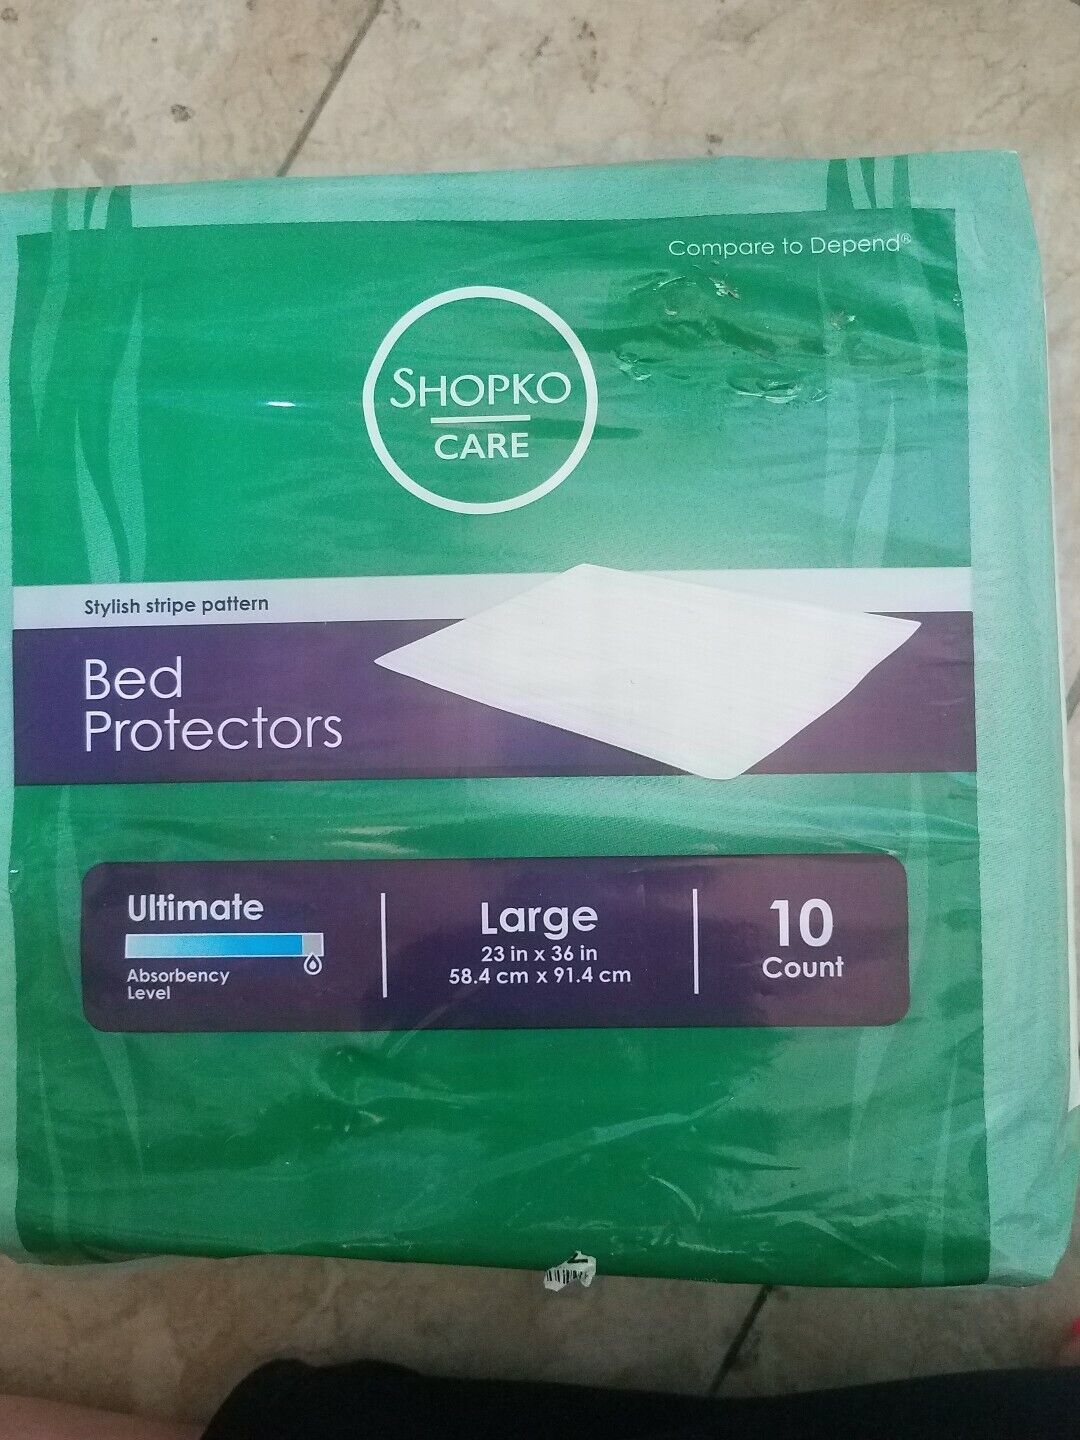 Compare to Depend®
SHOPKO
CARE
Stylish stripe pattern
Bed
Protectors
Ultimate
Absorbency
Level
Large
23 in x 36 in
58.4 cm x 91.4 cm
10
Count